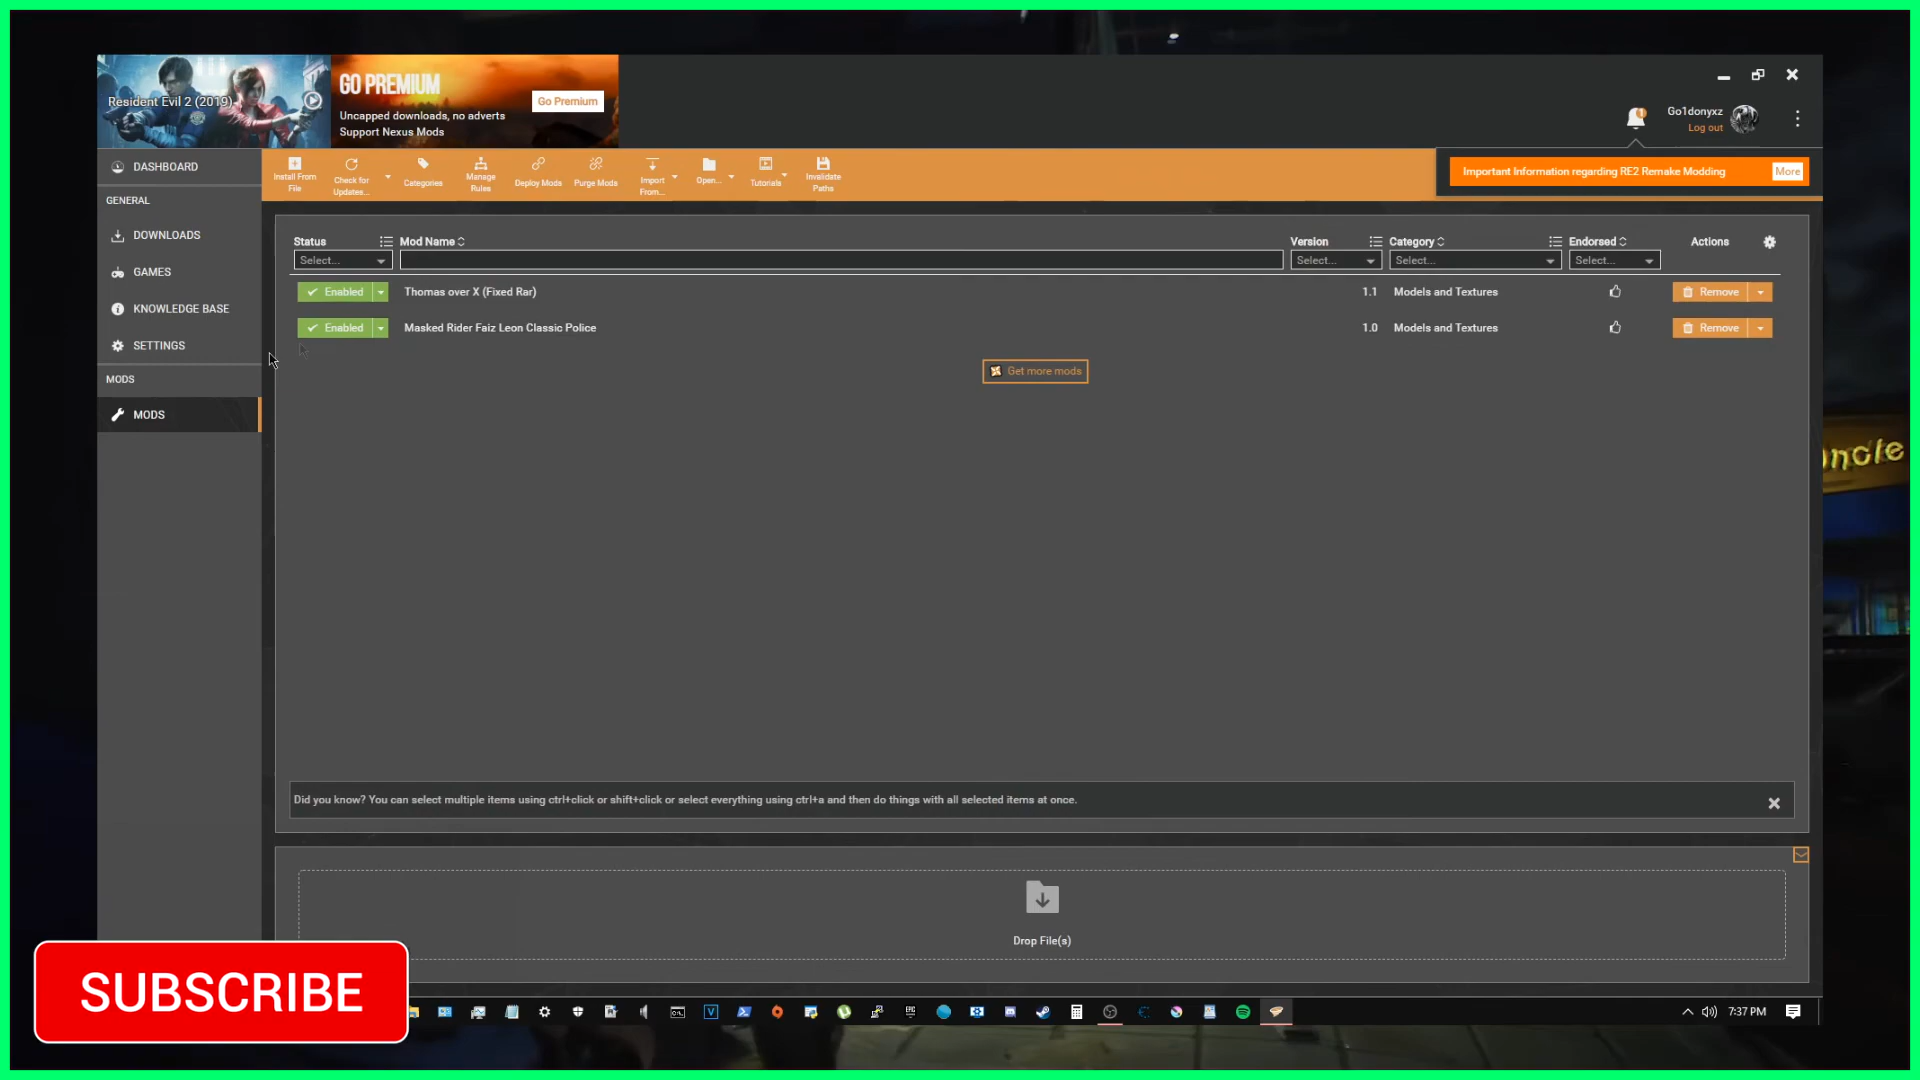 Resident Evil 2 (2019)
GO PREMIUM
Uncapped downloads, no adverts
Support Nexus Mods
Go Premium
Go1donyxz
Log out
DASHBOARD
GENERAL
DOWNLOADS
GAMES
KNOWLEDGE BASE
SETTINGS
MODS
MODS
Install From
File
Check for
Updates...
Categories
Manage
Rules
Deploy Mods
Purge Mods
Import
From...
Open...
Tutorials
Invalidate
Paths
Important Information regarding RE2 Remake Modding
More
Status
Mod Name
Version
Category
Endorsed
Actions
Select...
Select...
Select...
Select...
Enabled
Thomas over X (Fixed Rar)
1.1
Models and Textures
Remove
Enabled
Masked Rider Faiz Leon Classic Police
1.0
Models and Textures
Remove
Get more mods
Did you know? You can select multiple items using ctrl+click or shift+click or select everything using ctrl+a and then do things with all selected items at once.
Drop File(s)
SUBSCRIBE
7:37 PM